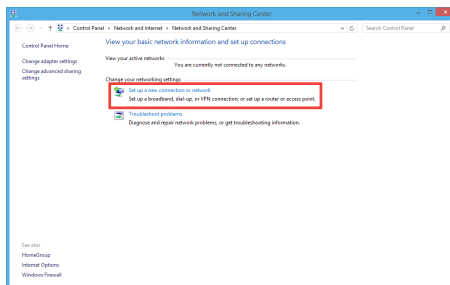 Network and Sharing Center
Control Panel › Network and Internet › Network and Sharing Center
Search Control Panel
Control Panel Home
Change adapter settings
Change advanced sharing
settings
View your basic network information and set up connections
View your active networks
You are currently not connected to any networks.
Change your networking settings
Set up a new connection or network
Set up a broadband, dial-up, or VPN connection; or set up a router or access point.
Troubleshoot problems
Diagnose and repair network problems, or get troubleshooting information.
See also
HomeGroup
Internet Options
Windows Firewall